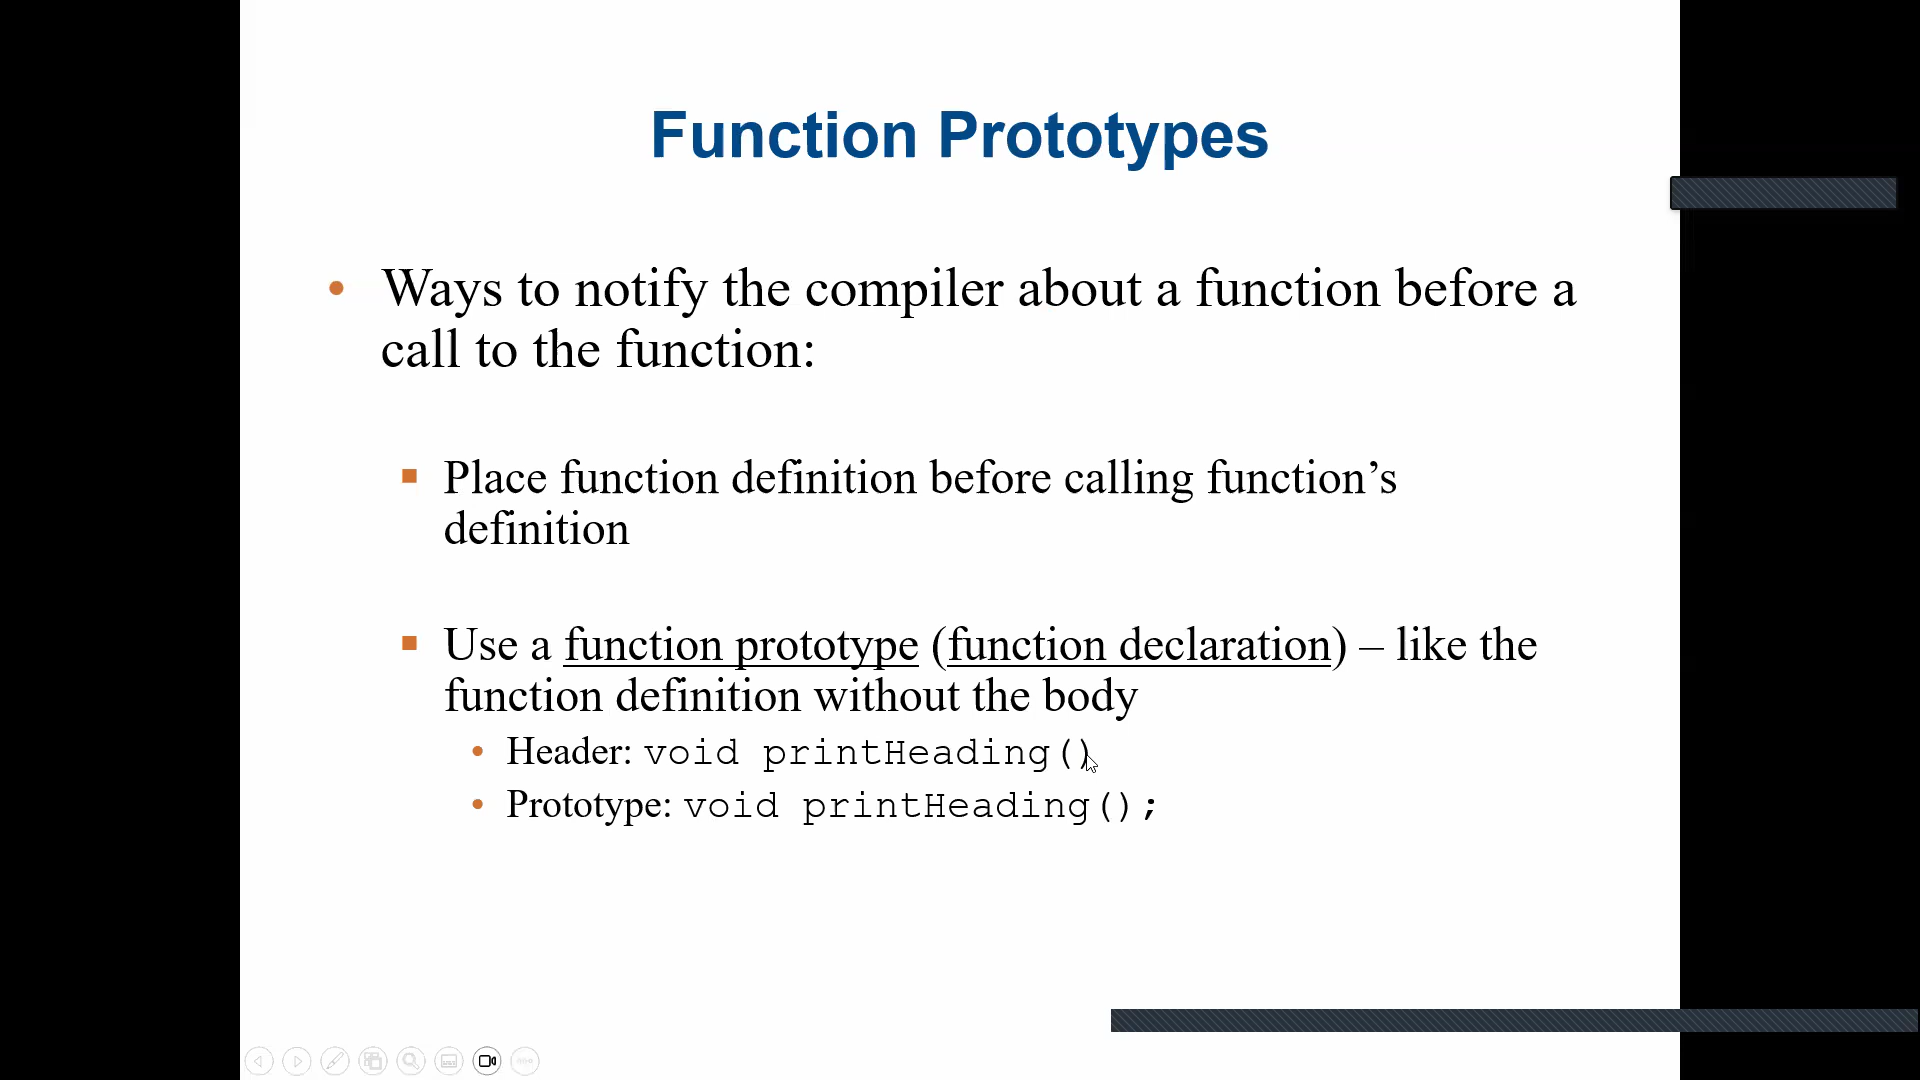 Function Prototypes
• Ways to notify the compiler about a function before a
call to the function:
▪ Place function definition before calling function’s
definition
▪ Use a function prototype (function declaration) – like the
function definition without the body
• Header: void printHeading()
• Prototype: void printHeading();